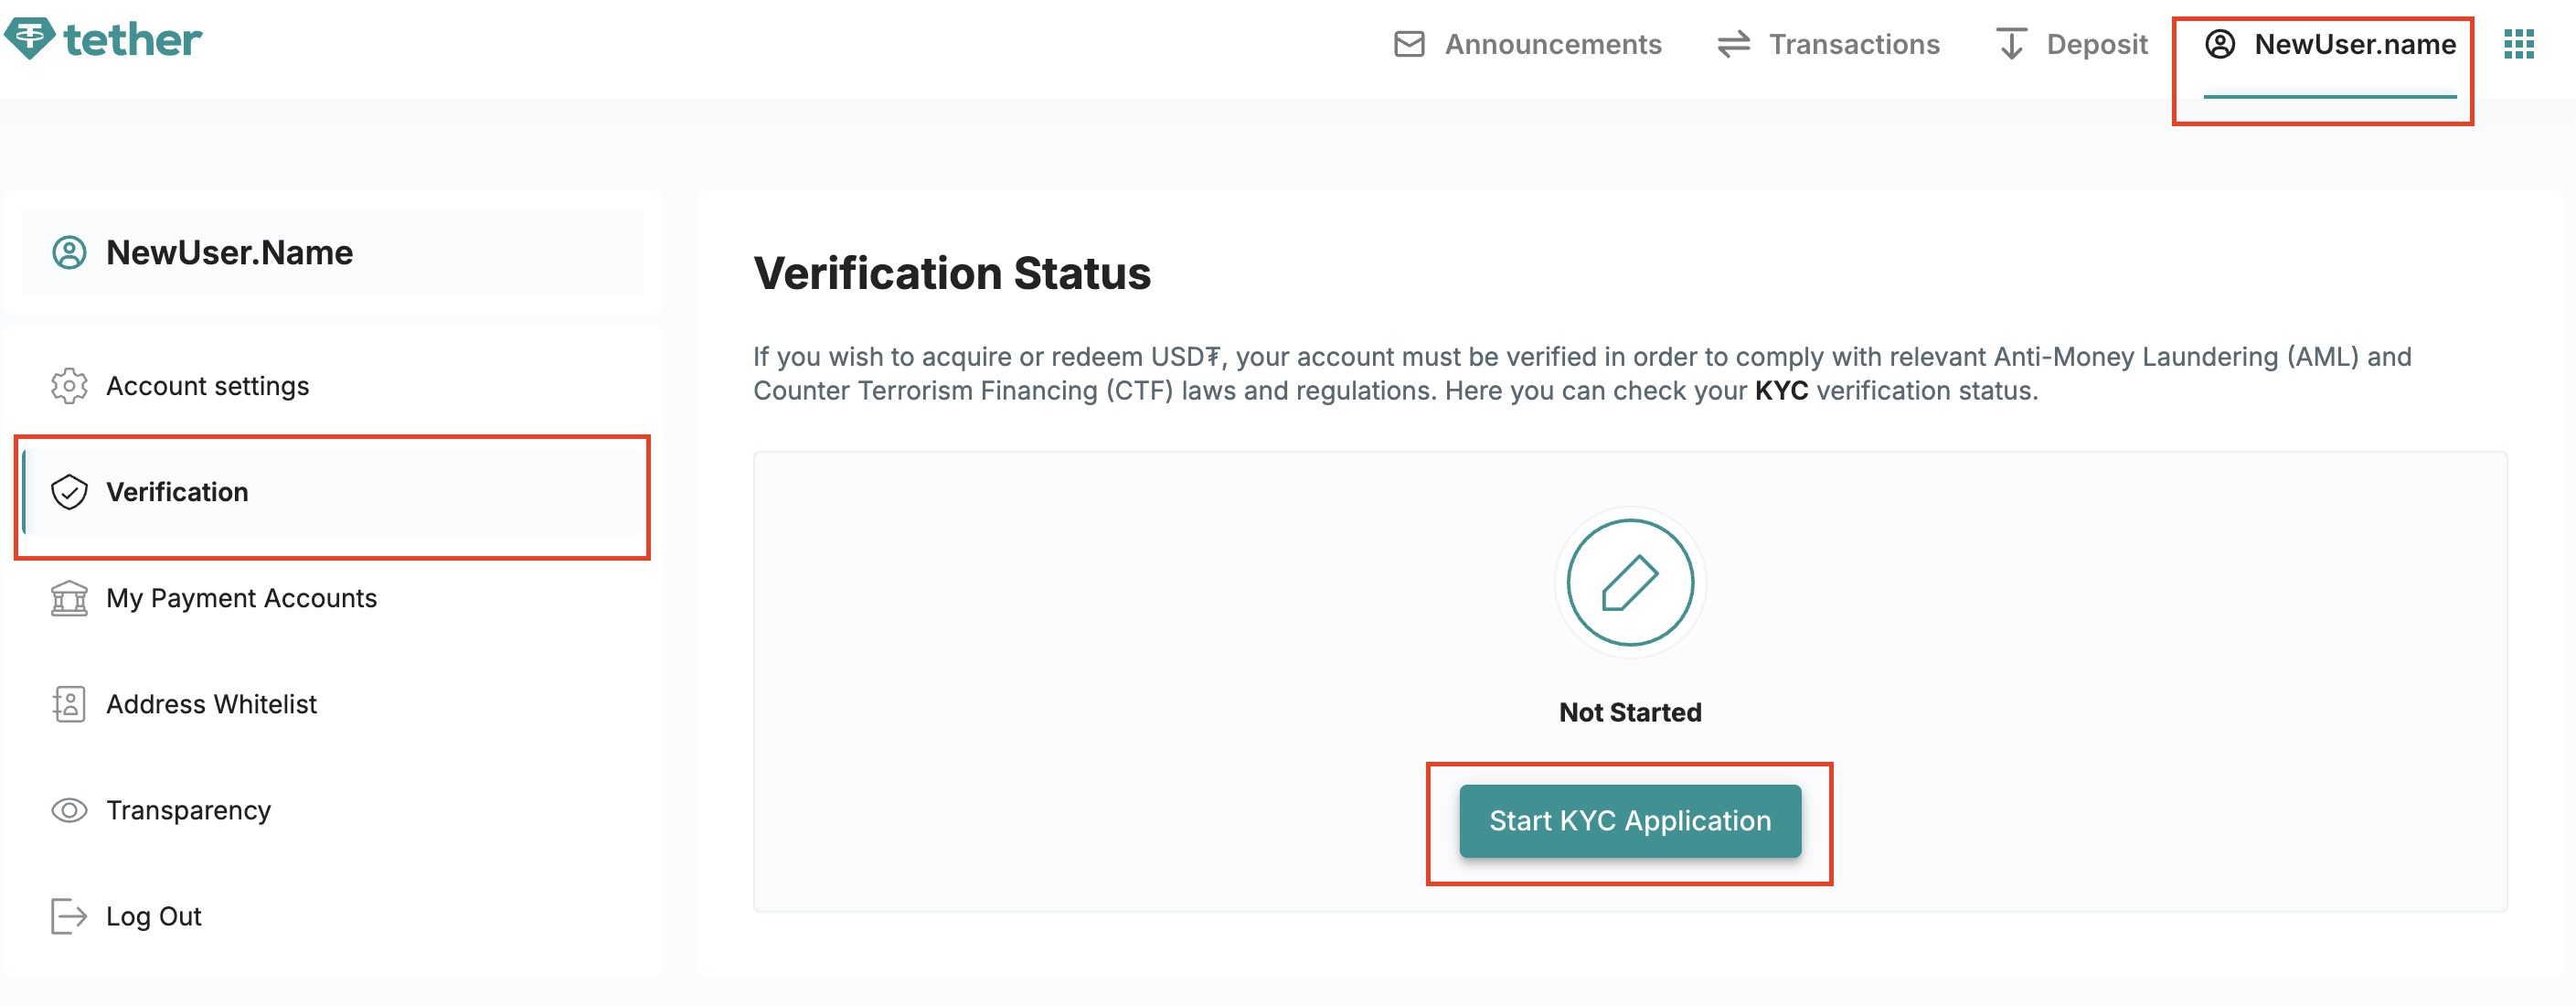 tether
Announcements
Transactions
Deposit
NewUser.name
NewUser.Name
Account settings
Verification
My Payment Accounts
Address Whitelist
Transparency
Log Out
Verification Status
If you wish to acquire or redeem USD₮, your account must be verified in order to comply with relevant Anti-Money Laundering (AML) and
Counter Terrorism Financing (CTF) laws and regulations. Here you can check your KYC verification status.
Not Started
Start KYC Application